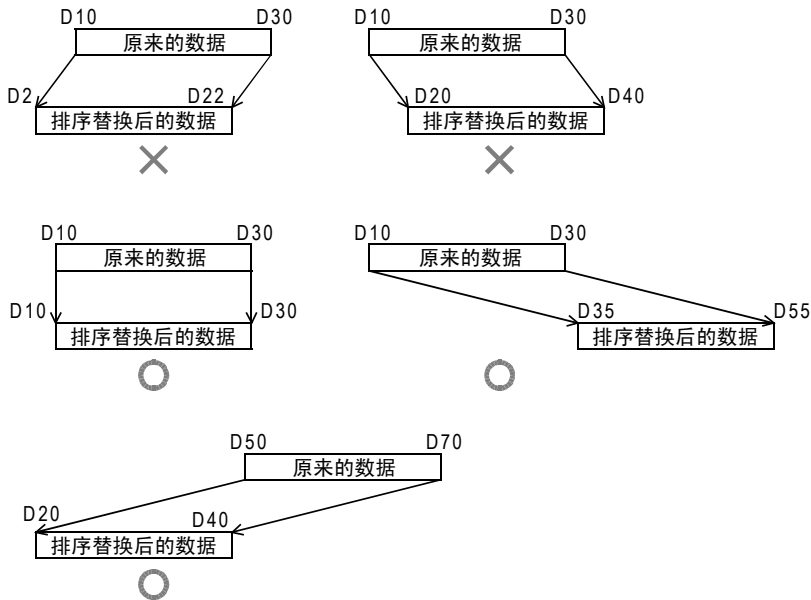 D10 D30 D10 D30
原来的数据 原来的数据
D2 D22 D20 D40
排序替换后的数据 排序替换后的数据
D10 D30 D10 D30
原来的数据 原来的数据
D10 D30 D35 D55
排序替换后的数据 排序替换后的数据
D50 D70
原来的数据
D20 D40
排序替换后的数据